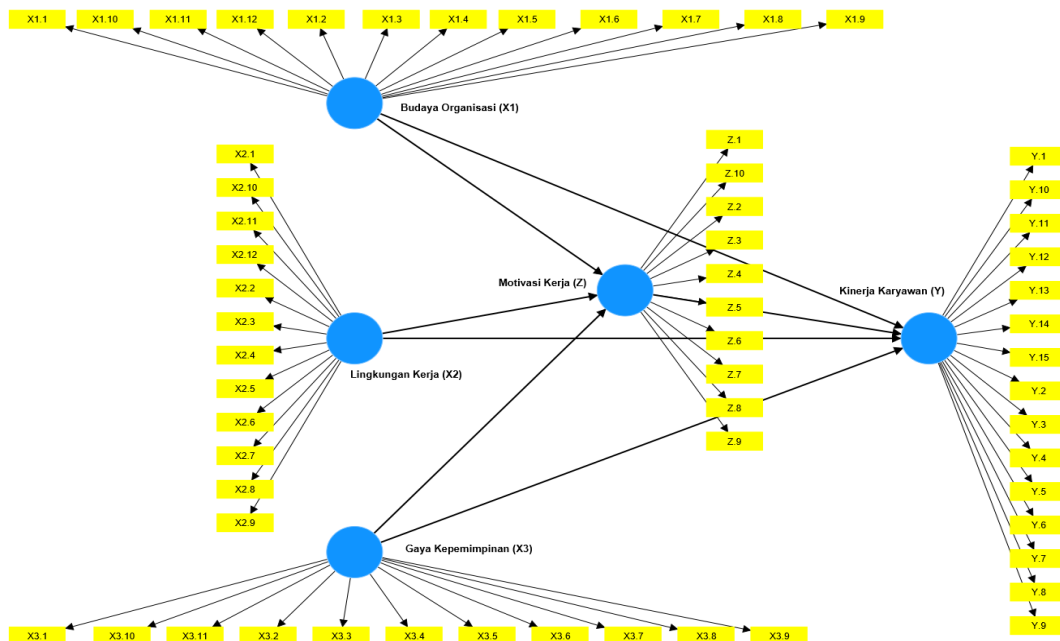 X1.1 X1.10 X1.11 X1.12 X1.2 X1.3 X1.4 X1.5 X1.6 X1.7 X1.8 X1.9
Budaya Organisasi (X1)
X2.1
X2.10
X2.11
X2.12
X2.2
X2.3
X2.4
X2.5
X2.6
X2.7
X2.8
X2.9
Lingkungan Kerja (X2)
Motivasi Kerja (Z)
Z.1
Z.10
Z.2
Z.3
Z.4
Z.5
Z.6
Z.7
Z.8
Z.9
Kinerja Karyawan (Y)
Y.1
Y.10
Y.11
Y.12
Y.13
Y.14
Y.15
Y.2
Y.3
Y.4
Y.5
Y.6
Y.7
Y.8
Y.9
Gaya Kepemimpinan (X3)
X3.1 X3.10 X3.11 X3.2 X3.3 X3.4 X3.5 X3.6 X3.7 X3.8 X3.9